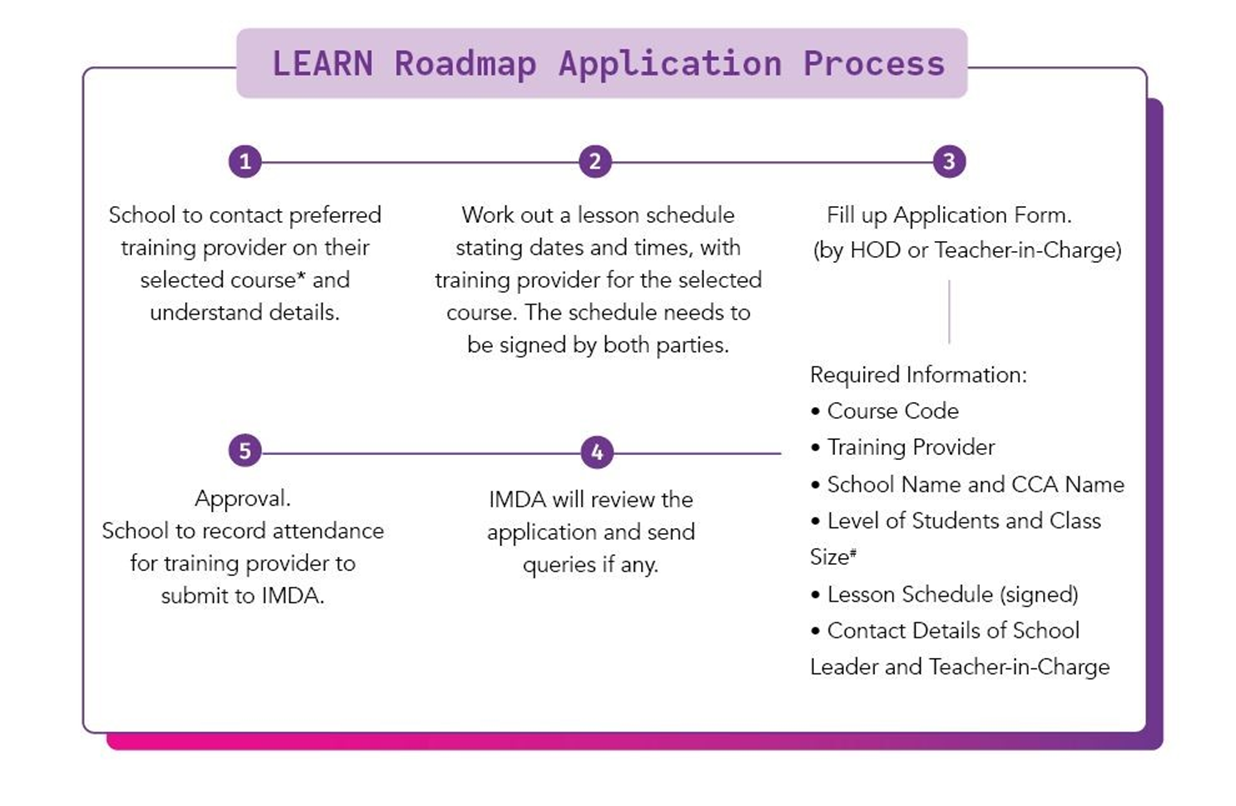 LEARN Roadmap Application Process
1
School to contact preferred
training provider on their
selected course* and
understand details.
2
Work out a lesson schedule
stating dates and times, with
training provider for the selected
course. The schedule needs to
be signed by both parties.
3
Fill up Application Form.
(by HOD or Teacher-in-Charge)
Required Information:
• Course Code
• Training Provider
• School Name and CCA Name
• Level of Students and Class
Size#
• Lesson Schedule (signed)
• Contact Details of School
Leader and Teacher-in-Charge
4
IMDA will review the
application and send
queries if any.
5
Approval.
School to record attendance
for training provider to
submit to IMDA.